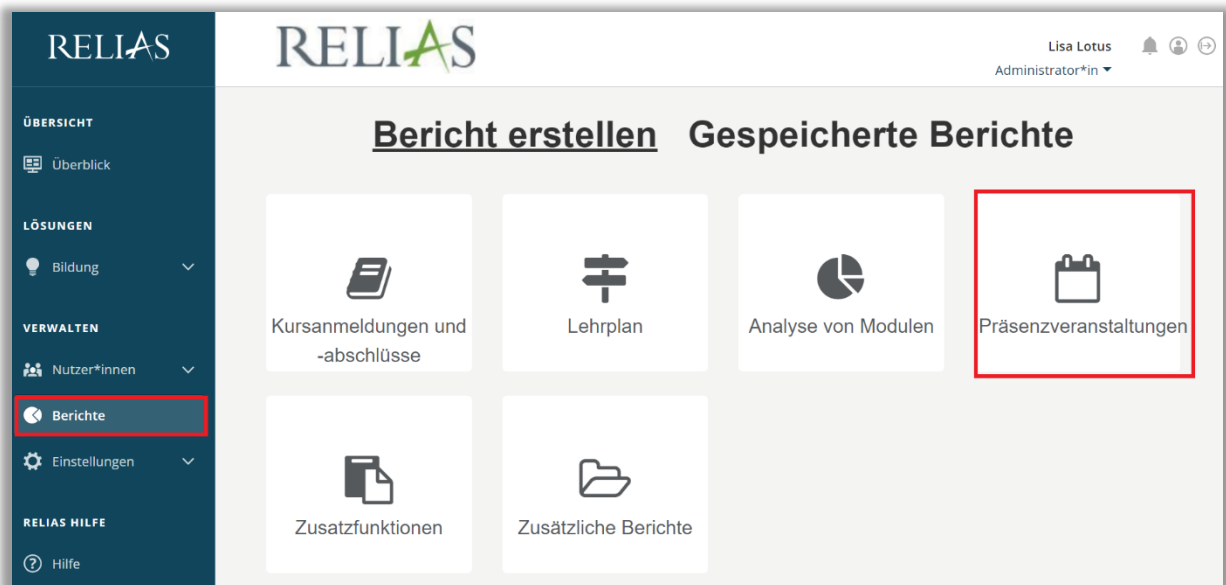 RELIAS
RELIAS
Lisa Lotus
Administrator*in
ÜBERSICHT
Überblick
LÖSUNGEN
Bildung
VERWALTEN
Nutzer*innen
Berichte
Einstellungen
RELIAS HILFE
Hilfe
Bericht erstellen Gespeicherte Berichte
Kursanmeldungen und
-abschlüsse
Lehrplan
Analyse von Modulen
Präsenzveranstaltungen
Zusatzfunktionen
Zusätzliche Berichte